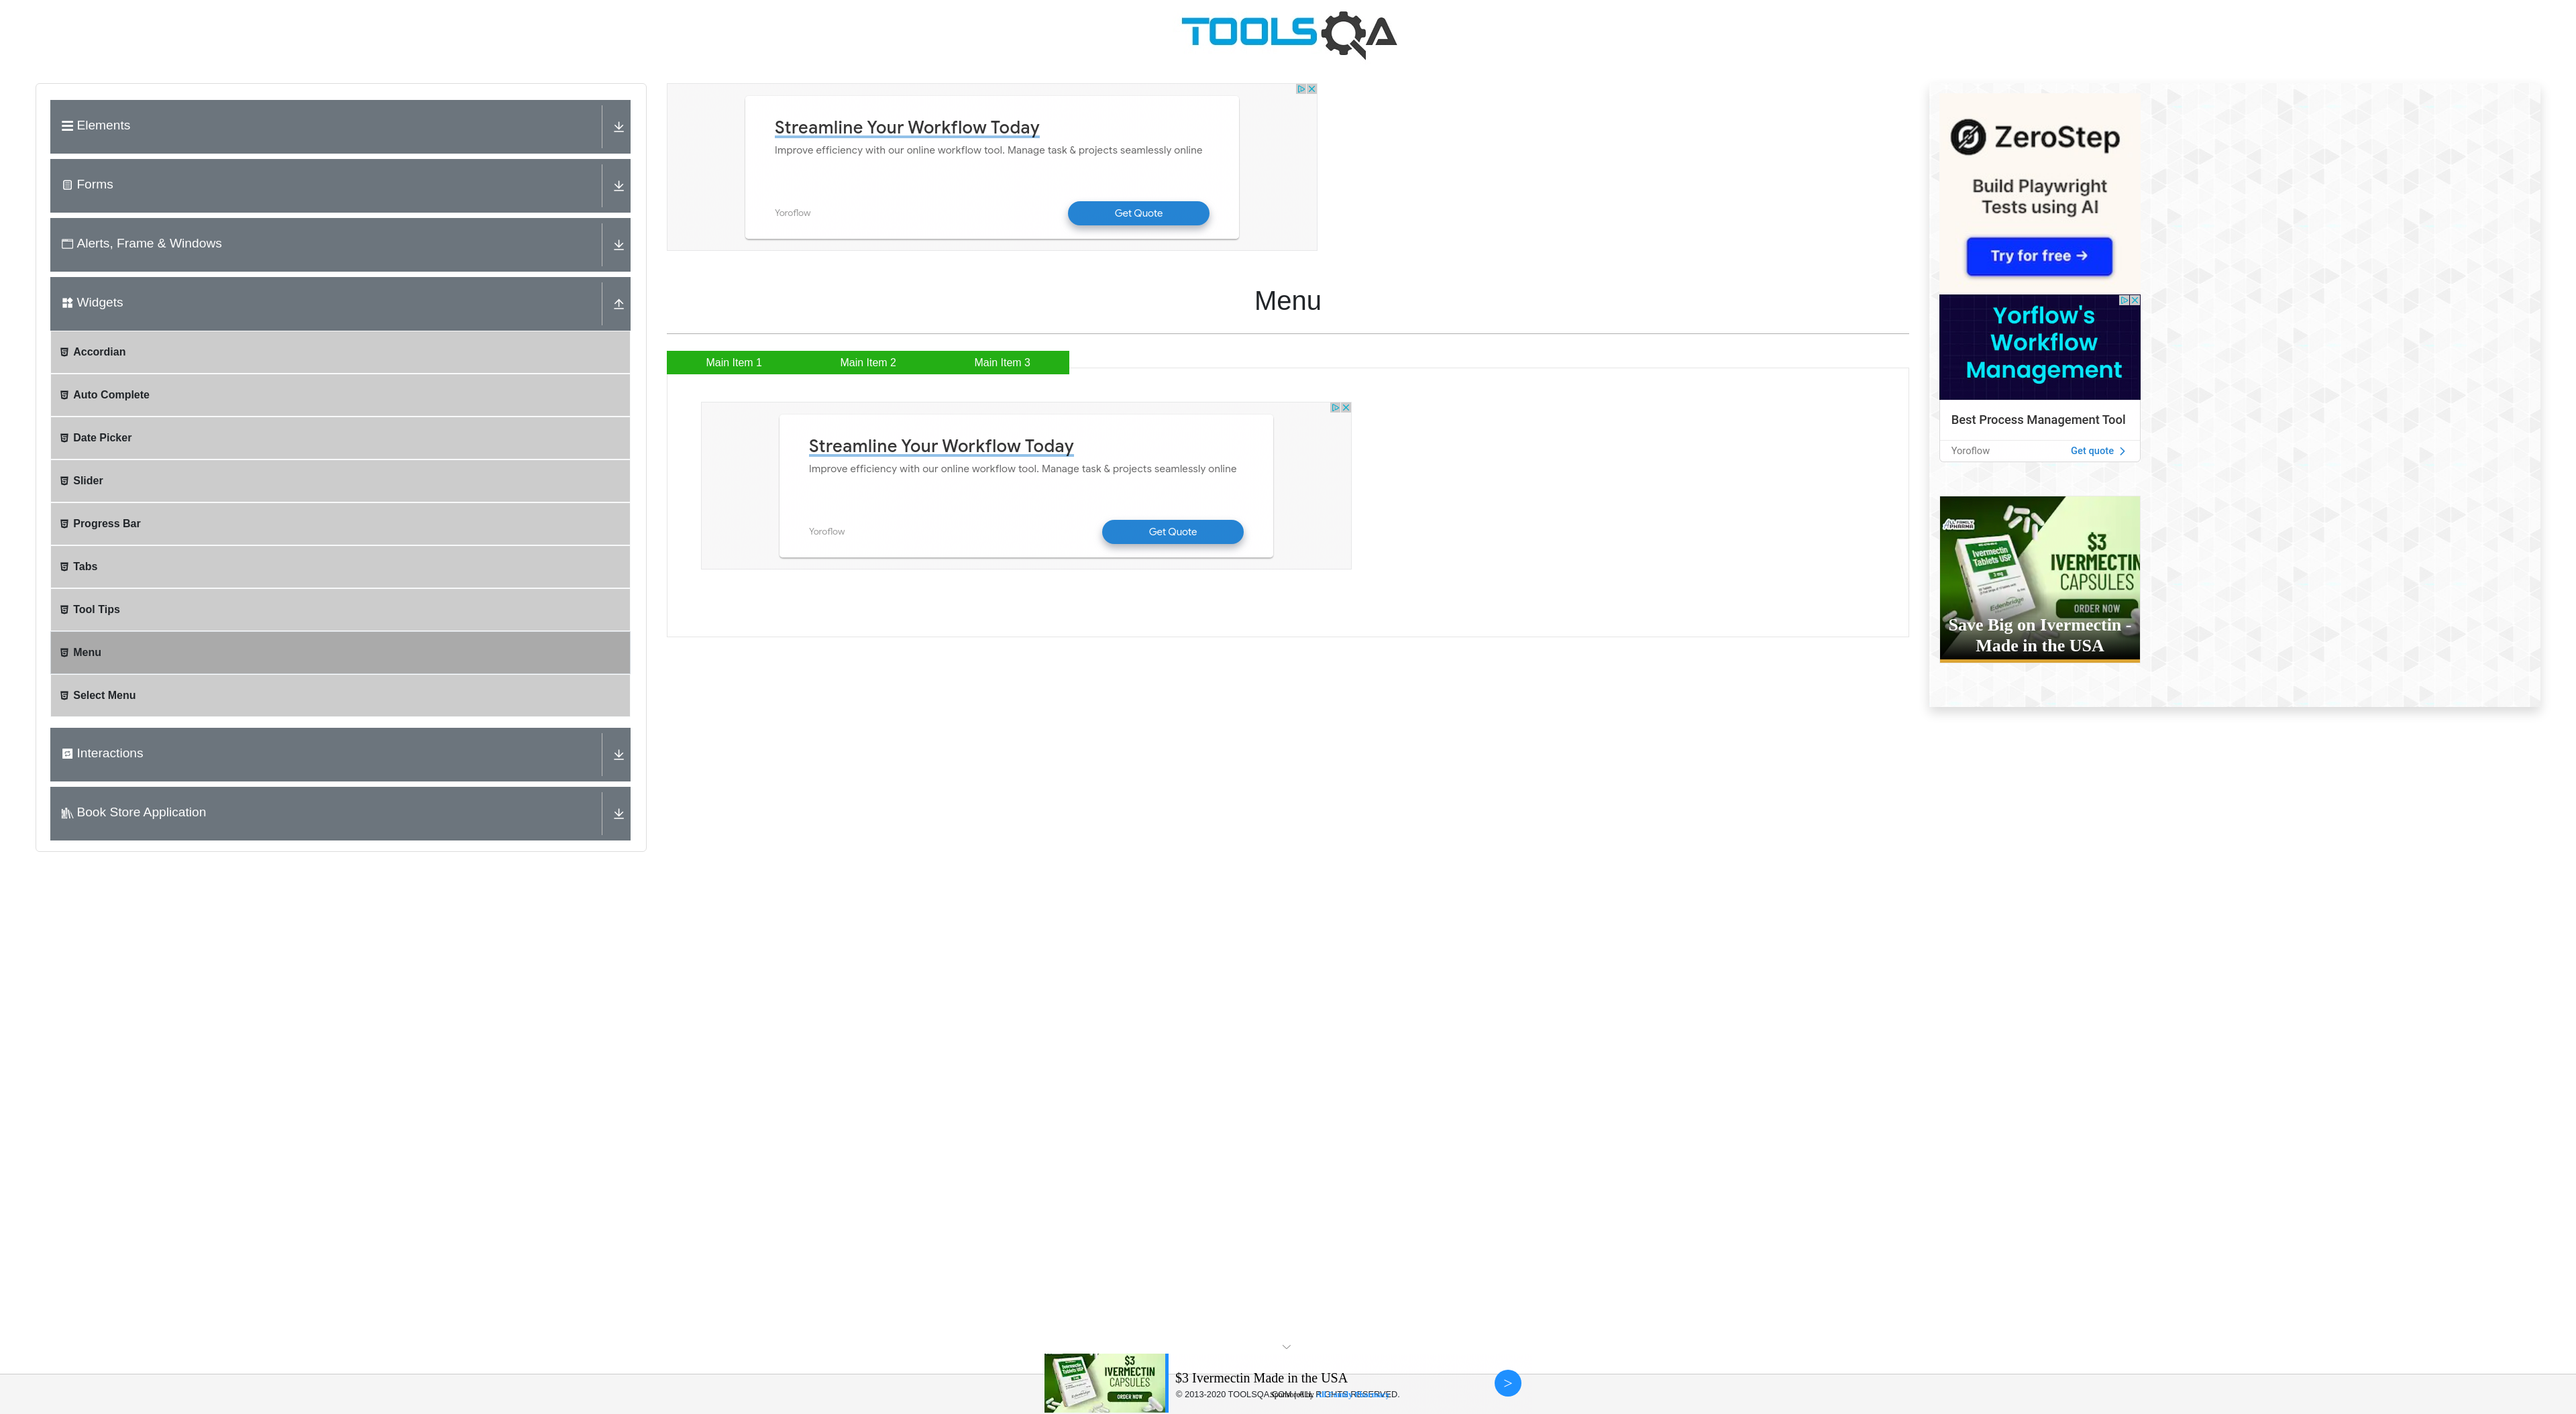 TOOLSQA
Elements
Forms
Alerts, Frame & Windows
Widgets
Accordian
Auto Complete
Date Picker
Slider
Progress Bar
Tabs
Tool Tips
Menu
Select Menu
Interactions
Book Store Application
Streamline Your Workflow Today
Improve efficiency with our online workflow tool. Manage task & projects seamlessly online
Yoroflow
Get Quote
Menu
Main Item 1
Main Item 2
Main Item 3
Streamline Your Workflow Today
Improve efficiency with our online workflow tool. Manage task & projects seamlessly online
Yoroflow
Get Quote
ZeroStep
Build Playwright
Tests using AI
Try for free →
Yorflow's
Workflow
Management
Best Process Management Tool
Yoroflow
Get quote
Ivermectin
Tablets USP
Edenbridge
$3
IVERMECTIN
CAPSULES
ORDER NOW
Save Big on Ivermectin -
Made in the USA
$3
IVERMECTIN
CAPSULES
ORDER NOW
$3 Ivermectin Made in the USA
© 2013-2020 TOOLSQA.COM | ALL RIGHTS RESERVED.
>